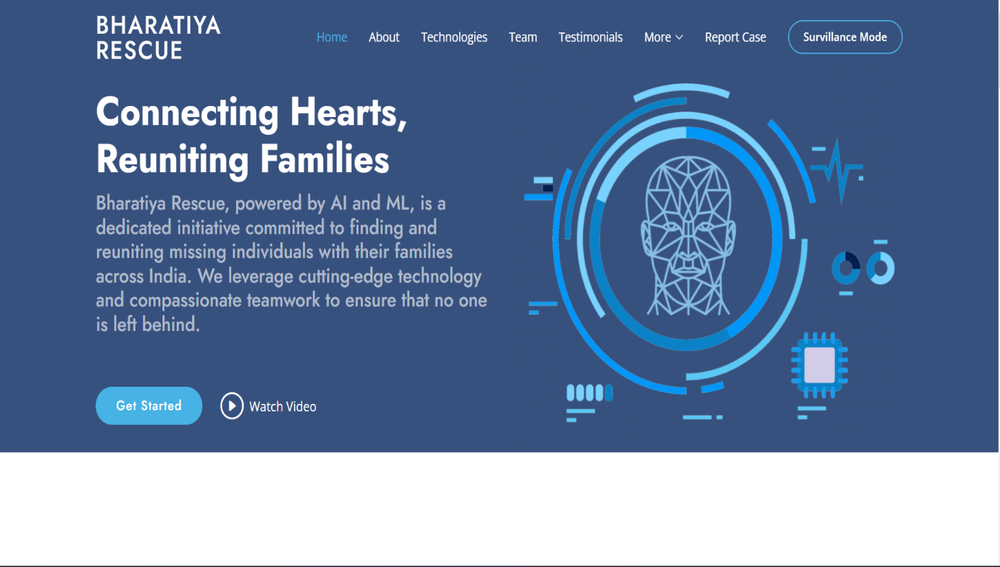 BHARATIYA
RESCUE
Home About Technologies Team Testimonials More Report Case Survillance Mode
Connecting Hearts,
Reuniting Families
Bharatiya Rescue, powered by AI and ML, is a
dedicated initiative committed to finding and
reuniting missing individuals with their families
across India. We leverage cutting-edge technology
and compassionate teamwork to ensure that no one
is left behind.
Get Started Watch Video